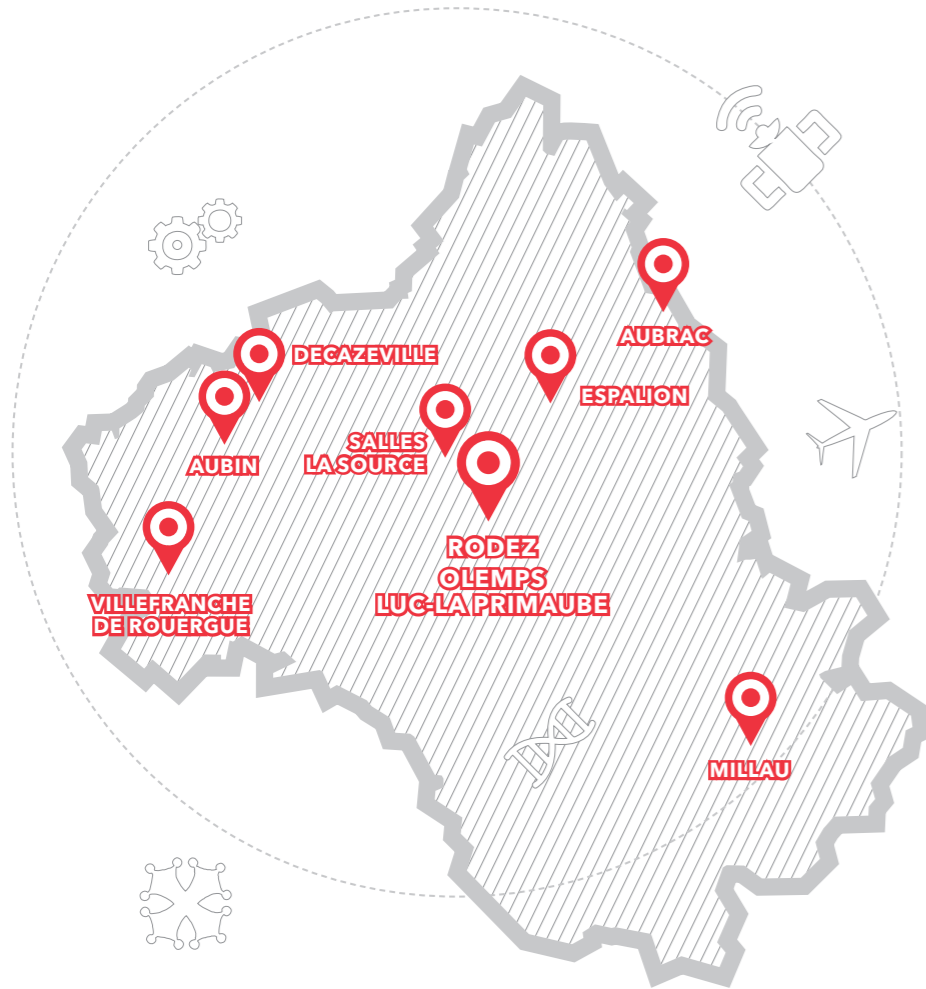 AUBRAC
DECAZEVILLE
ESPALION
SALLES
LA SOURCE
AUBIN
RODEZ
OLEMPS
LUC-LA PRIMAUBE
VILLEFRANCHE
DE ROUERGUE
MILLAU